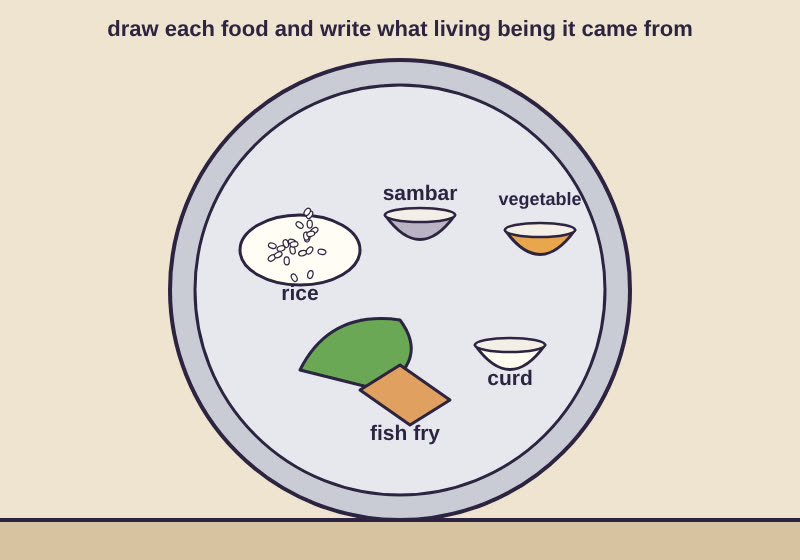 draw each food and write what living being it came from
sambar
vegetable
rice
curd
fish fry